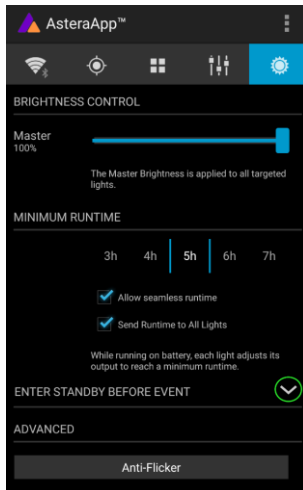 AsteraApp™
BRIGHTNESS CONTROL
Master
100%
The Master Brightness is applied to all targeted
lights.
MINIMUM RUNTIME
3h 4h 5h 6h 7h
Allow seamless runtime
Send Runtime to All Lights
While running on battery, each light adjusts its
output to reach a minimum runtime.
ENTER STANDBY BEFORE EVENT
ADVANCED
Anti-Flicker